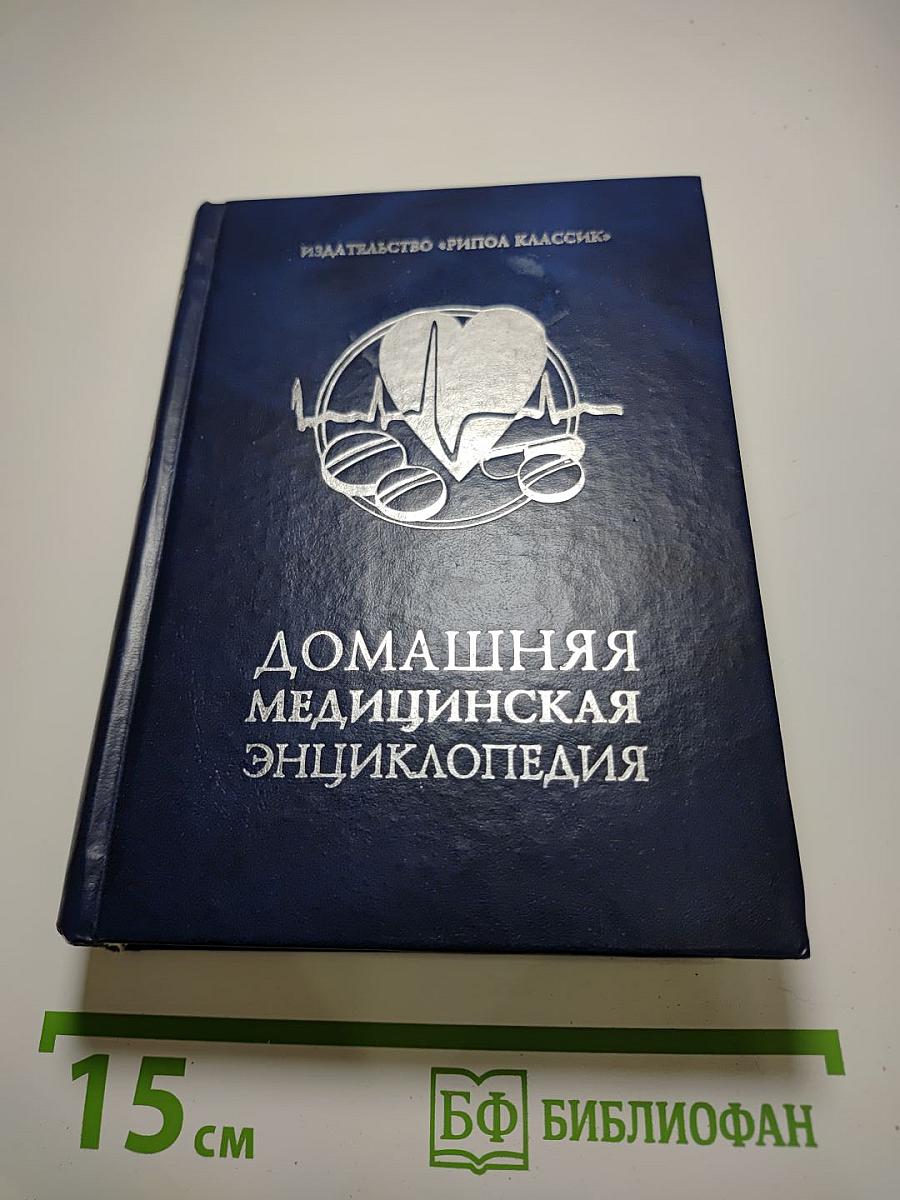 ИЗДАТЕЛЬСТВО «РИПОЛ КЛАССИК»
ДОМАШНЯЯ
МЕДИЦИНСКАЯ
ЭНЦИКЛОПЕДИЯ
15 см
БФ БИБЛИОФАН